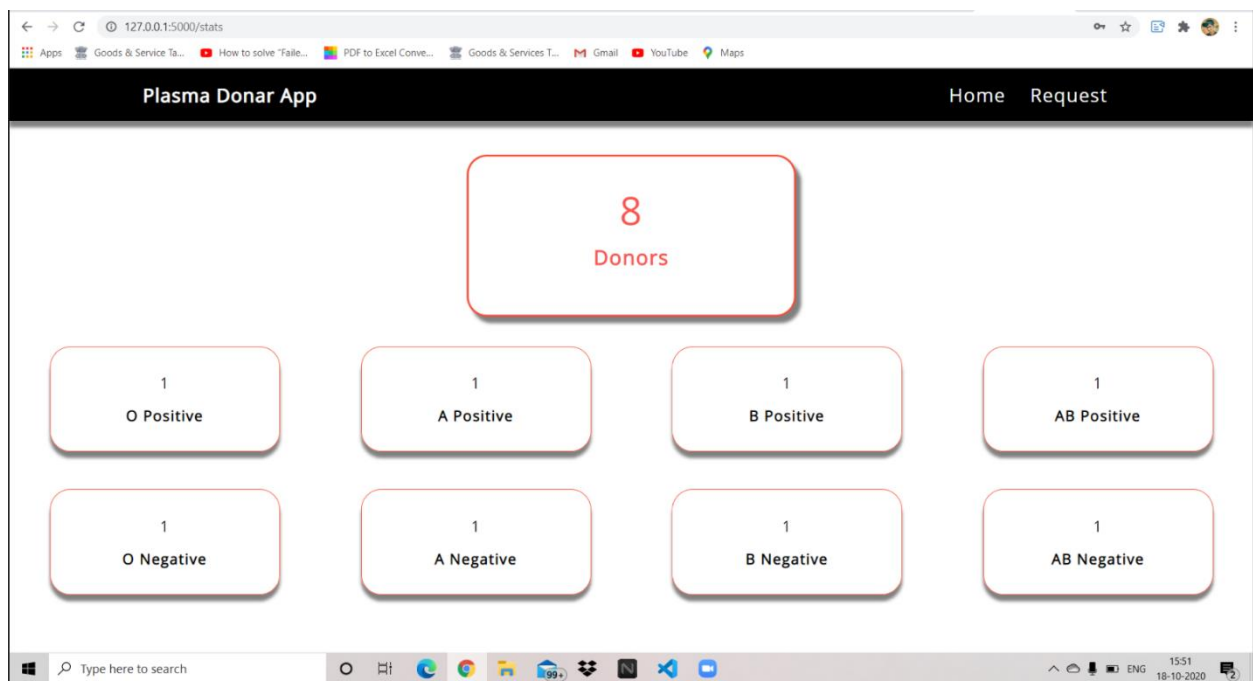 127.0.0.1:5000/stats
Apps Goods & Service Ta... How to solve "Faile... PDF to Excel Conve... Goods & Services T... Gmail YouTube Maps
Plasma Donar App Home Request
8
Donors
1 1 1 1
O Positive A Positive B Positive AB Positive
1 1 1 1
O Negative A Negative B Negative AB Negative
Type here to search 99+ N ENG 15:51
18-10-2020 2